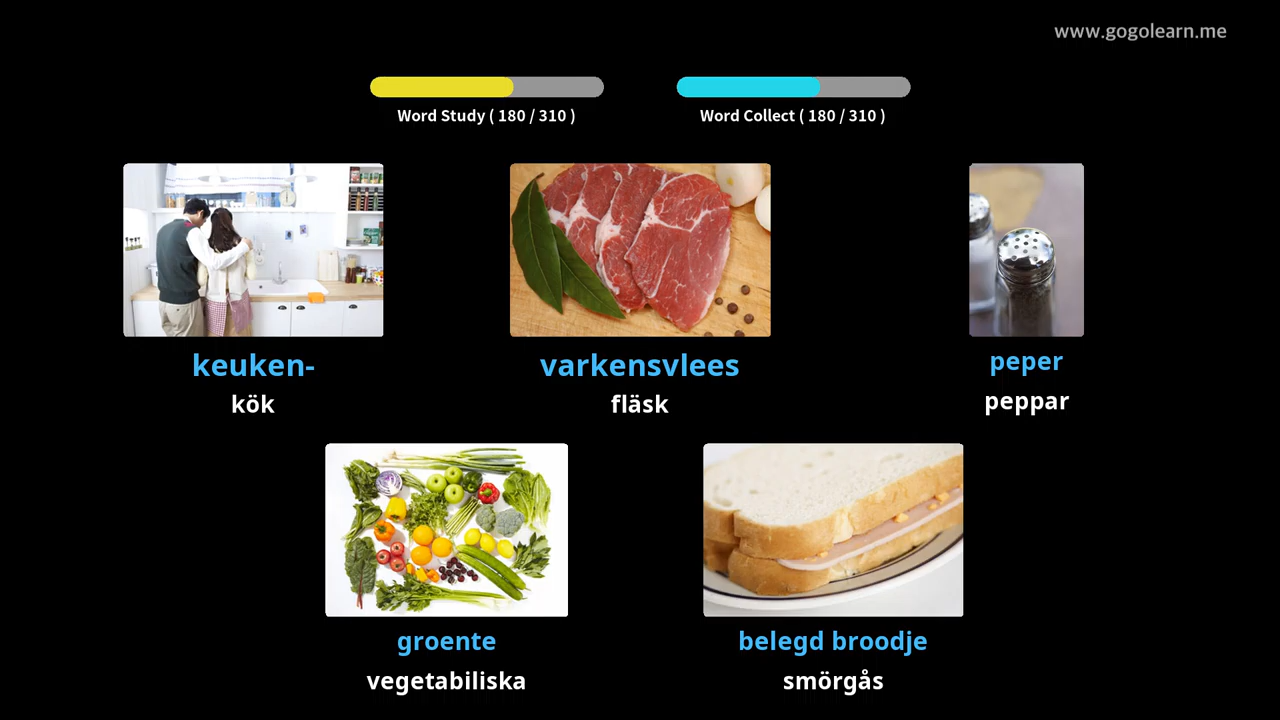 www.gogolearn.me
Word Study ( 180 / 310 )
Word Collect ( 180 / 310 )
keuken-
kök
varkensvlees
fläsk
peper
peppar
groente
vegetabiliska
belegd broodje
smörgås